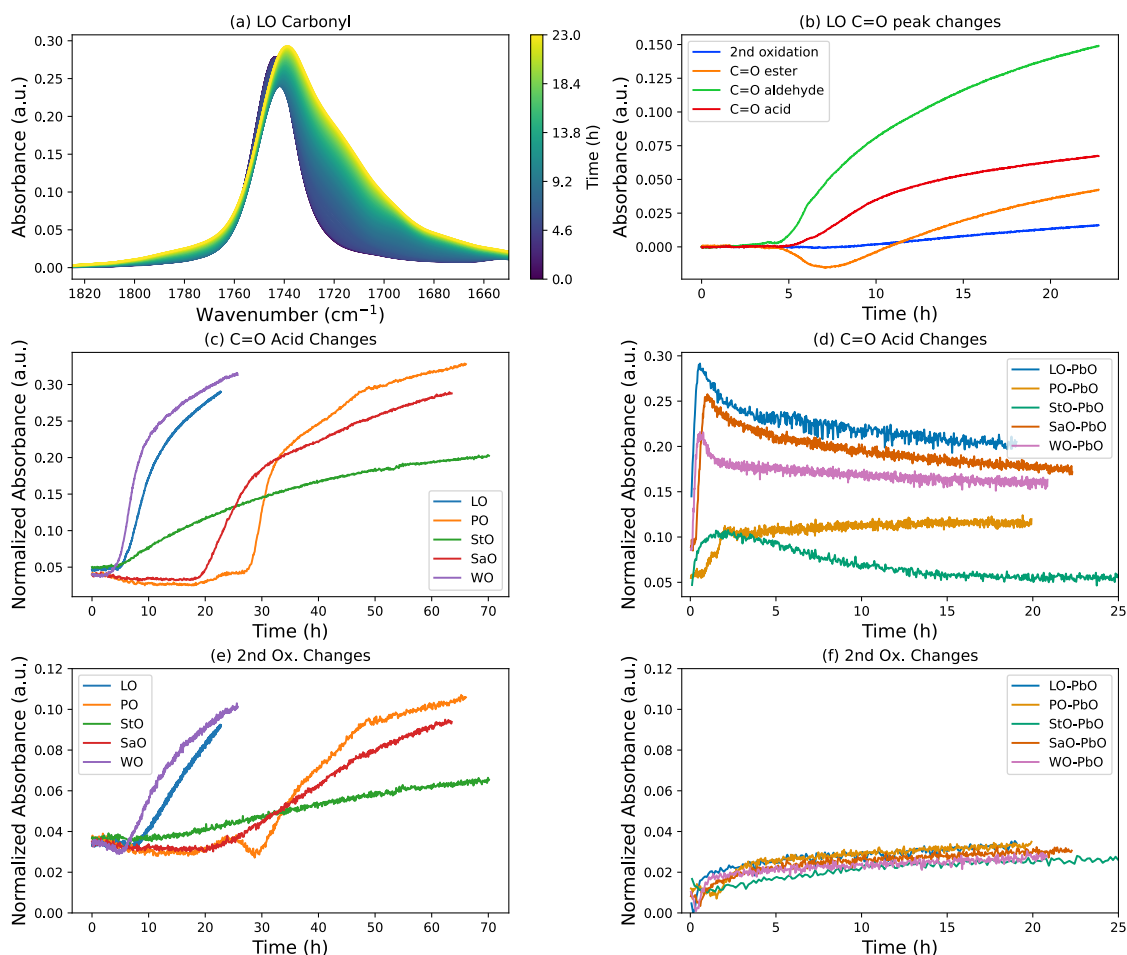 (a) LO Carbonyl
Absorbance (a.u.)
0.30
0.25
0.20
0.15
0.10
0.05
0.00
1820 1800 1780 1760 1740 1720 1700 1680 1660
Wavenumber (cm⁻¹)
23.0
18.4
13.8
9.2
4.6
0.0
Time (h)
(b) LO C=O peak changes
Absorbance (a.u.)
0.150
0.125
0.100
0.075
0.050
0.025
0.000
2nd oxidation
C=O ester
C=O aldehyde
C=O acid
0 5 10 15 20
Time (h)
(c) C=O Acid Changes
Normalized Absorbance (a.u.)
0.30
0.25
0.20
0.15
0.10
0.05
LO
PO
StO
SaO
WO
0 10 20 30 40 50 60 70
Time (h)
(d) C=O Acid Changes
Normalized Absorbance (a.u.)
0.30
0.25
0.20
0.15
0.10
0.05
LO-PbO
PO-PbO
StO-PbO
SaO-PbO
WO-PbO
0 5 10 15 20 25
Time (h)
(e) 2nd Ox. Changes
Normalized Absorbance (a.u.)
0.12
0.10
0.08
0.06
0.04
0.02
0.00
LO
PO
StO
SaO
WO
0 10 20 30 40 50 60 70
Time (h)
(f) 2nd Ox. Changes
Normalized Absorbance (a.u.)
0.12
0.10
0.08
0.06
0.04
0.02
0.00
LO-PbO
PO-PbO
StO-PbO
SaO-PbO
WO-PbO
0 5 10 15 20 25
Time (h)